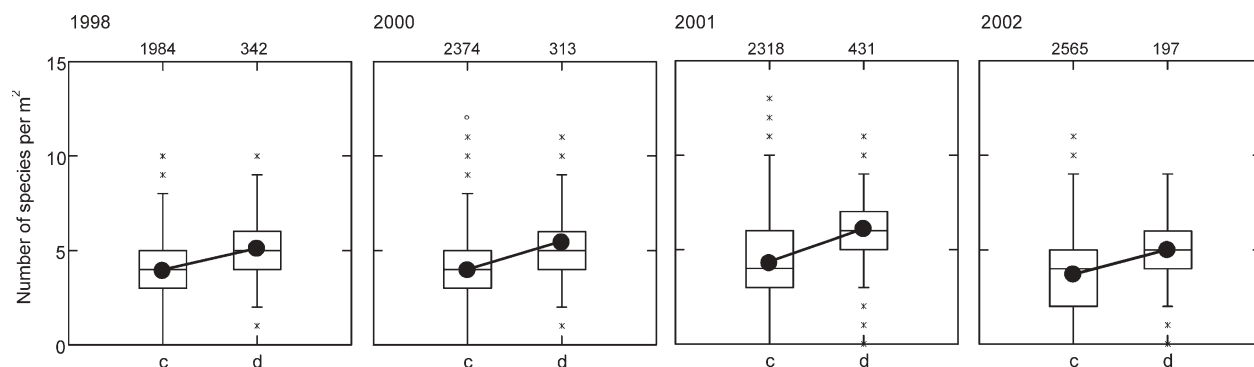 1998 2000 2001 2002
1984 342 2374 313 2318 431 2565 197
15
10
5
0
Number of species per m²
c d c d c d c d